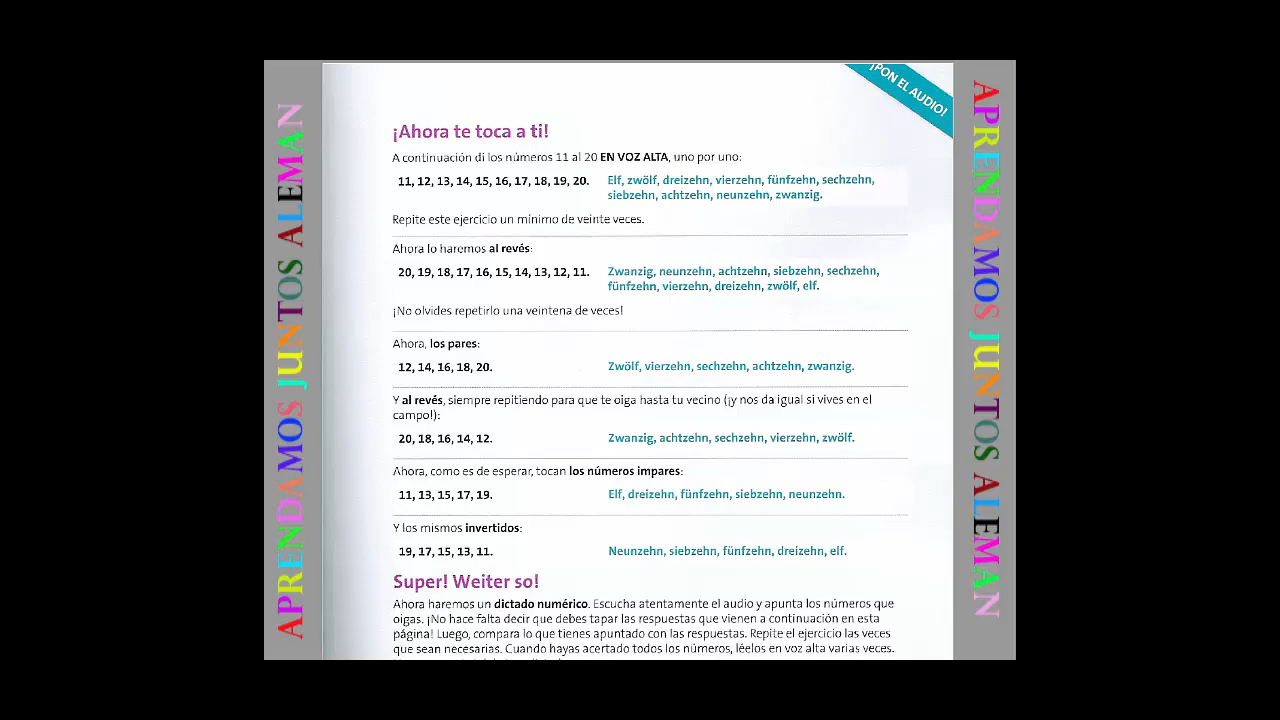 ¡PON EL AUDIO!
APRENDAMOS JUNTOS ALEMAN
¡Ahora te toca a ti!
A continuación di los números 11 al 20 EN VOZ ALTA, uno por uno:
11, 12, 13, 14, 15, 16, 17, 18, 19, 20. Elf, zwölf, dreizehn, vierzehn, fünfzehn, sechzehn,
siebzehn, achtzehn, neunzehn, zwanzig.
Repite este ejercicio un mínimo de veinte veces.
Ahora lo haremos al revés:
20, 19, 18, 17, 16, 15, 14, 13, 12, 11. Zwanzig, neunzehn, achtzehn, siebzehn, sechzehn,
fünfzehn, vierzehn, dreizehn, zwölf, elf.
¡No olvides repetirlo una veintena de veces!
Ahora, los pares:
12, 14, 16, 18, 20. Zwölf, vierzehn, sechzehn, achtzehn, zwanzig.
Y al revés, siempre repitiendo para que te oiga hasta tu vecino (¡y nos da igual si vives en el
campo!):
20, 18, 16, 14, 12. Zwanzig, achtzehn, sechzehn, vierzehn, zwölf.
Ahora, como es de esperar, tocan los números impares:
11, 13, 15, 17, 19. Elf, dreizehn, fünfzehn, siebzehn, neunzehn.
Y los mismos invertidos:
19, 17, 15, 13, 11. Neunzehn, siebzehn, fünfzehn, dreizehn, elf.
Super! Weiter so!
Ahora haremos un dictado numérico. Escucha atentamente el audio y apunta los números que
oigas. ¡No hace falta decir que debes tapar las respuestas que vienen a continuación en esta
página! Luego, compara lo que tienes apuntado con las respuestas. Repite el ejercicio las veces
que sean necesarias. Cuando hayas acertado todos los números, léelos en voz alta varias veces.
APRENDAMOS JUNTOS ALEMAN